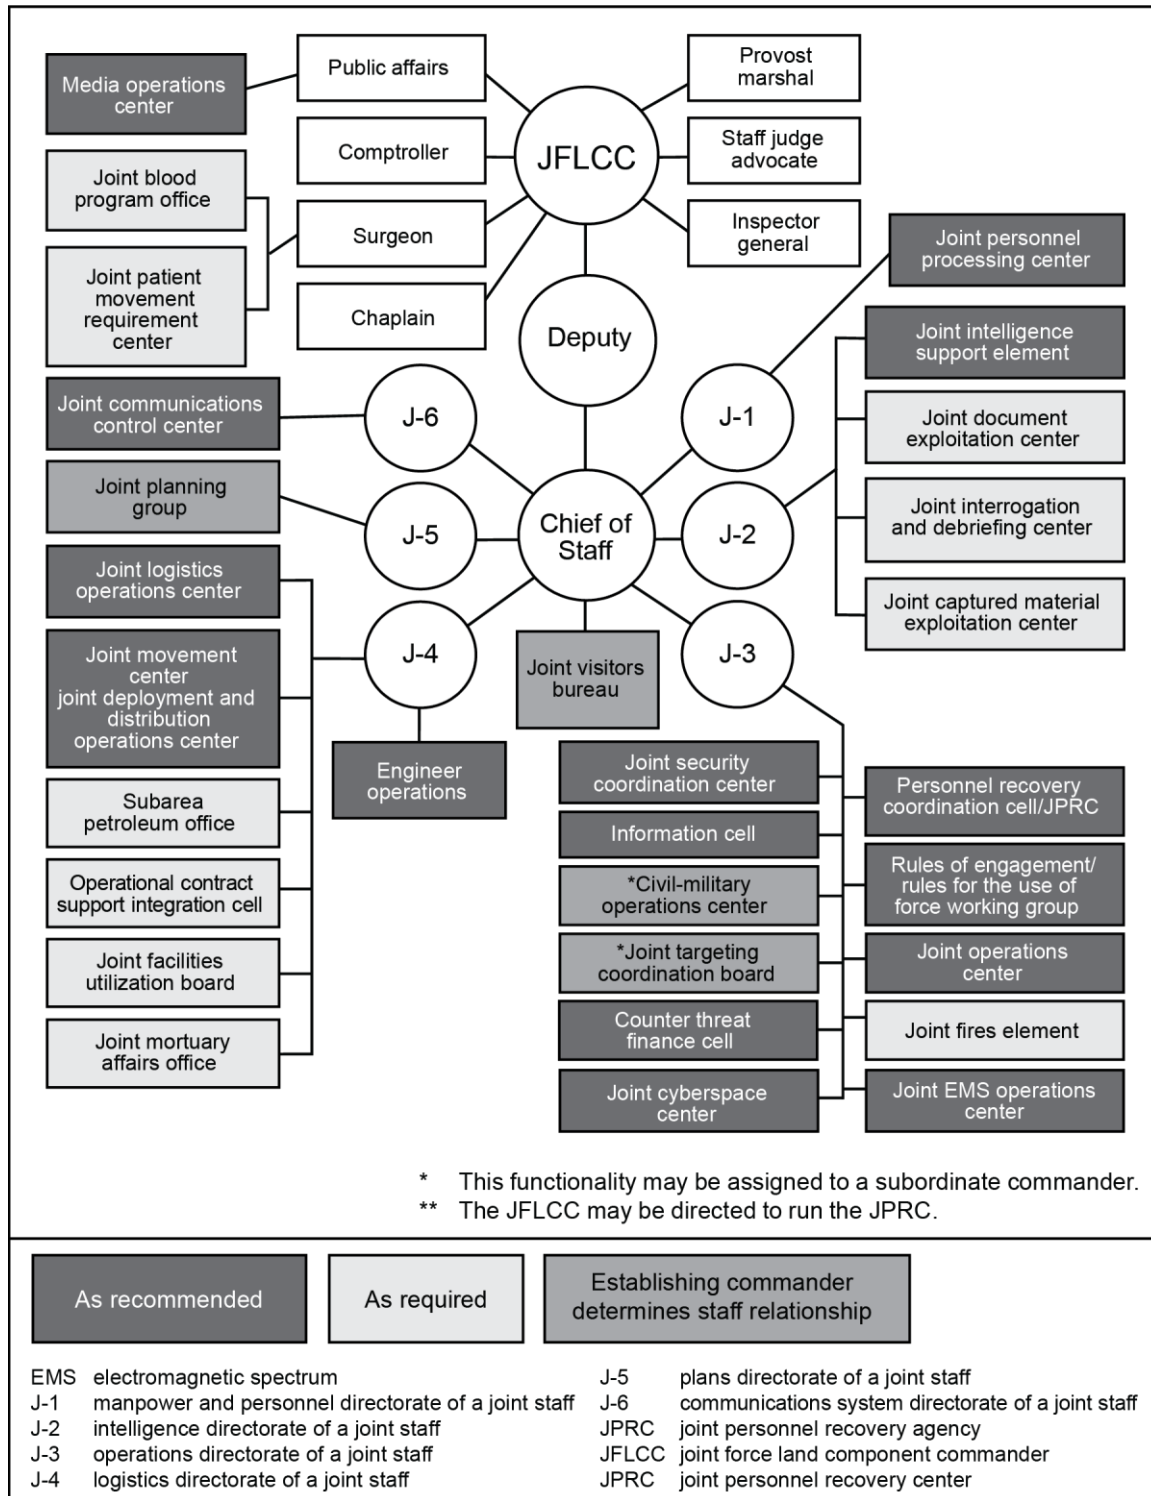 Media operations
center
Public affairs
JFLCC
Provost
marshal
Comptroller
Staff judge
advocate
Joint blood
program office
Surgeon
Inspector
general
Joint patient
movement
requirement
center
Chaplain
Deputy
Joint personnel
processing center
Joint intelligence
support element
Joint communications
control center
J-6
J-1
Joint document
exploitation center
Joint planning
group
J-5
Chief of
Staff
J-2
Joint interrogation
and debriefing center
Joint logistics
operations center
Joint captured material
exploitation center
J-4
Joint visitors
bureau
J-3
Joint movement
center
joint deployment and
distribution
operations center
Engineer
operations
Subarea
petroleum office
Operational contract
support integration cell
Joint facilities
utilization board
Joint mortuary
affairs office
Joint security
coordination center
Information cell
*Civil-military
operations center
*Joint targeting
coordination board
Counter threat
finance cell
Joint cyberspace
center
Personnel recovery
coordination cell/JPRC
Rules of engagement/
rules for the use of
force working group
Joint operations
center
Joint fires element
Joint EMS operations
center
* This functionality may be assigned to a subordinate commander.
** The JFLCC may be directed to run the JPRC.
As recommended
As required
Establishing commander
determines staff relationship
EMS electromagnetic spectrum
J-1 manpower and personnel directorate of a joint staff
J-2 intelligence directorate of a joint staff
J-3 operations directorate of a joint staff
J-4 logistics directorate of a joint staff
J-5 plans directorate of a joint staff
J-6 communications system directorate of a joint staff
JPRC joint personnel recovery agency
JFLCC joint force land component commander
JPRC joint personnel recovery center